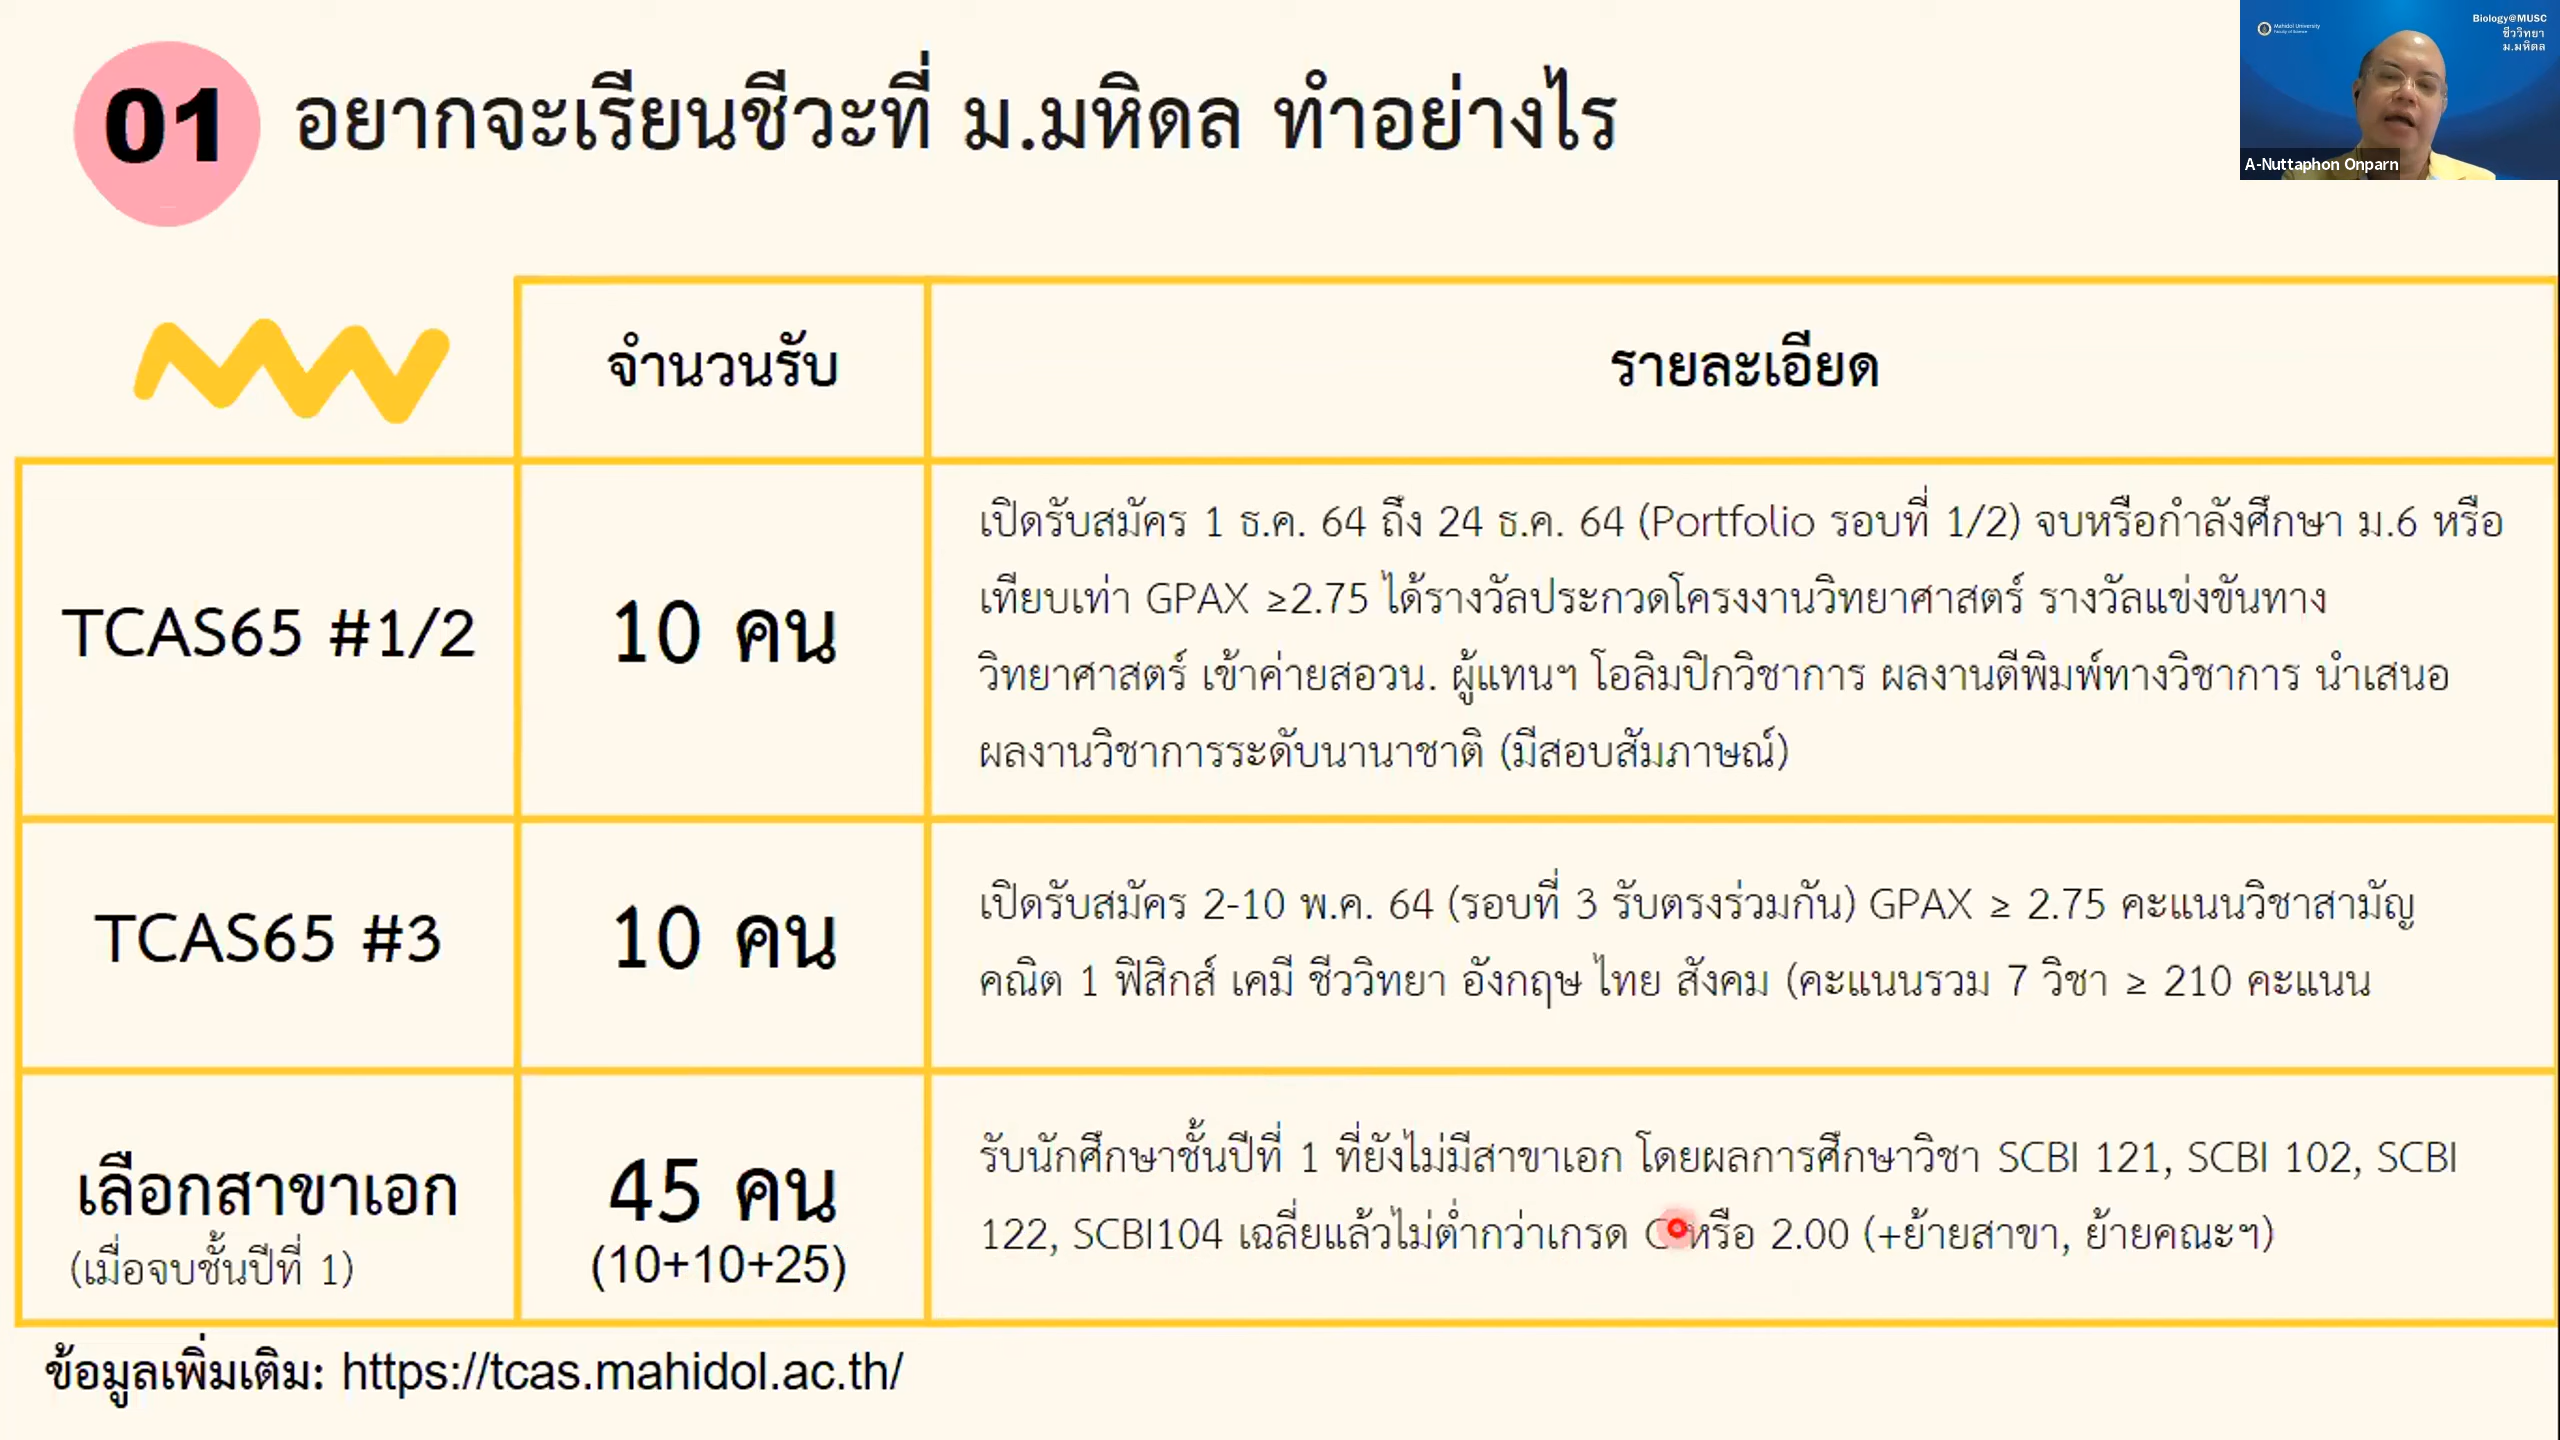 01 อยากจะเรียนชีวะที่ ม.มหิดล ทำอย่างไร
Mahidol University
Faculty of Science
Biology@MUSC
ชีววิทยา
ม.มหิดล
A-Nuttaphon Onparn
จำนวนรับ
รายละเอียด
TCAS65 #1/2
10 คน
เปิดรับสมัคร 1 ธ.ค. 64 ถึง 24 ธ.ค. 64 (Portfolio รอบที่ 1/2) จบหรือกำลังศึกษา ม.6 หรือ
เทียบเท่า GPAX ≥2.75 ได้รางวัลประกวดโครงงานวิทยาศาสตร์ รางวัลแข่งขันทาง
วิทยาศาสตร์ เข้าค่ายสอวน. ผู้แทนฯ โอลิมปิกวิชาการ ผลงานตีพิมพ์ทางวิชาการ นำเสนอ
ผลงานวิชาการระดับนานาชาติ (มีสอบสัมภาษณ์)
TCAS65 #3
10 คน
เปิดรับสมัคร 2-10 พ.ค. 64 (รอบที่ 3 รับตรงร่วมกัน) GPAX ≥ 2.75 คะแนนวิชาสามัญ
คณิต 1 ฟิสิกส์ เคมี ชีววิทยา อังกฤษ ไทย สังคม (คะแนนรวม 7 วิชา ≥ 210 คะแนน
เลือกสาขาเอก
(เมื่อจบชั้นปีที่ 1)
45 คน
(10+10+25)
รับนักศึกษาชั้นปีที่ 1 ที่ยังไม่มีสาขาเอก โดยผลการศึกษาวิชา SCBI 121, SCBI 102, SCBI
122, SCBI104 เฉลี่ยแล้วไม่ต่ำกว่าเกรด C หรือ 2.00 (+ย้ายสาขา, ย้ายคณะฯ)
ข้อมูลเพิ่มเติม: https://tcas.mahidol.ac.th/